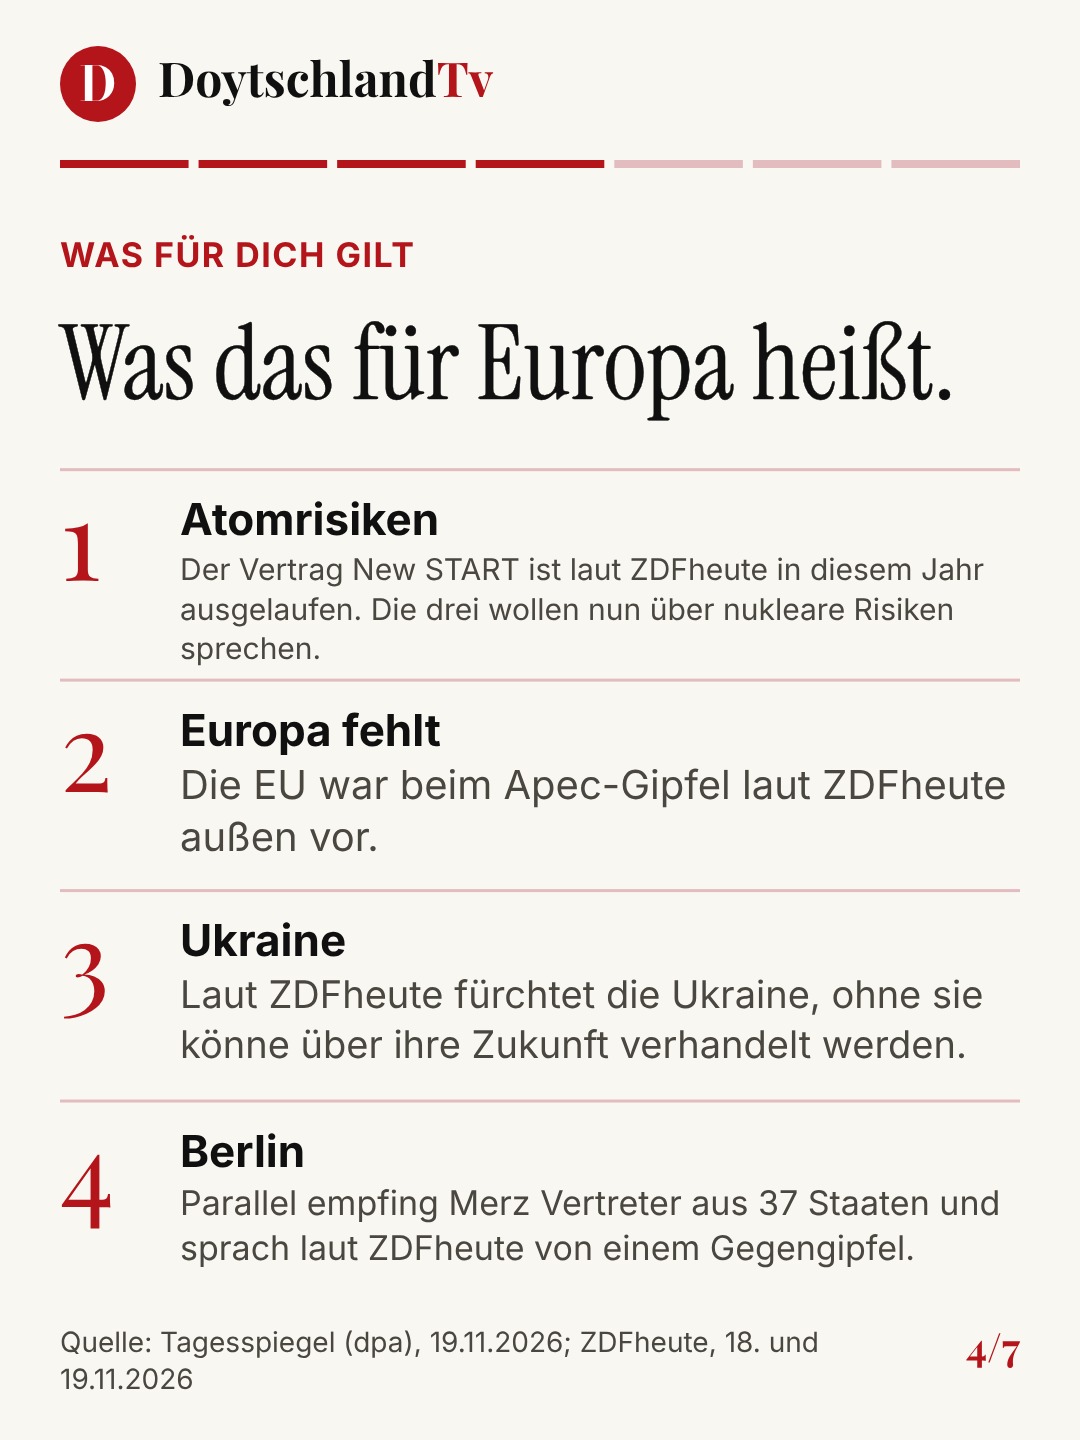 D DoytschlandTv
WAS FÜR DICH GILT
Was das für Europa heißt.
1 Atomrisiken
Der Vertrag New START ist laut ZDFheute in diesem Jahr
ausgelaufen. Die drei wollen nun über nukleare Risiken
sprechen.
2 Europa fehlt
Die EU war beim Apec-Gipfel laut ZDFheute
außen vor.
3 Ukraine
Laut ZDFheute fürchtet die Ukraine, ohne sie
könne über ihre Zukunft verhandelt werden.
4 Berlin
Parallel empfing Merz Vertreter aus 37 Staaten und
sprach laut ZDFheute von einem Gegengipfel.
Quelle: Tagesspiegel (dpa), 19.11.2026; ZDFheute, 18. und
19.11.2026
4/7